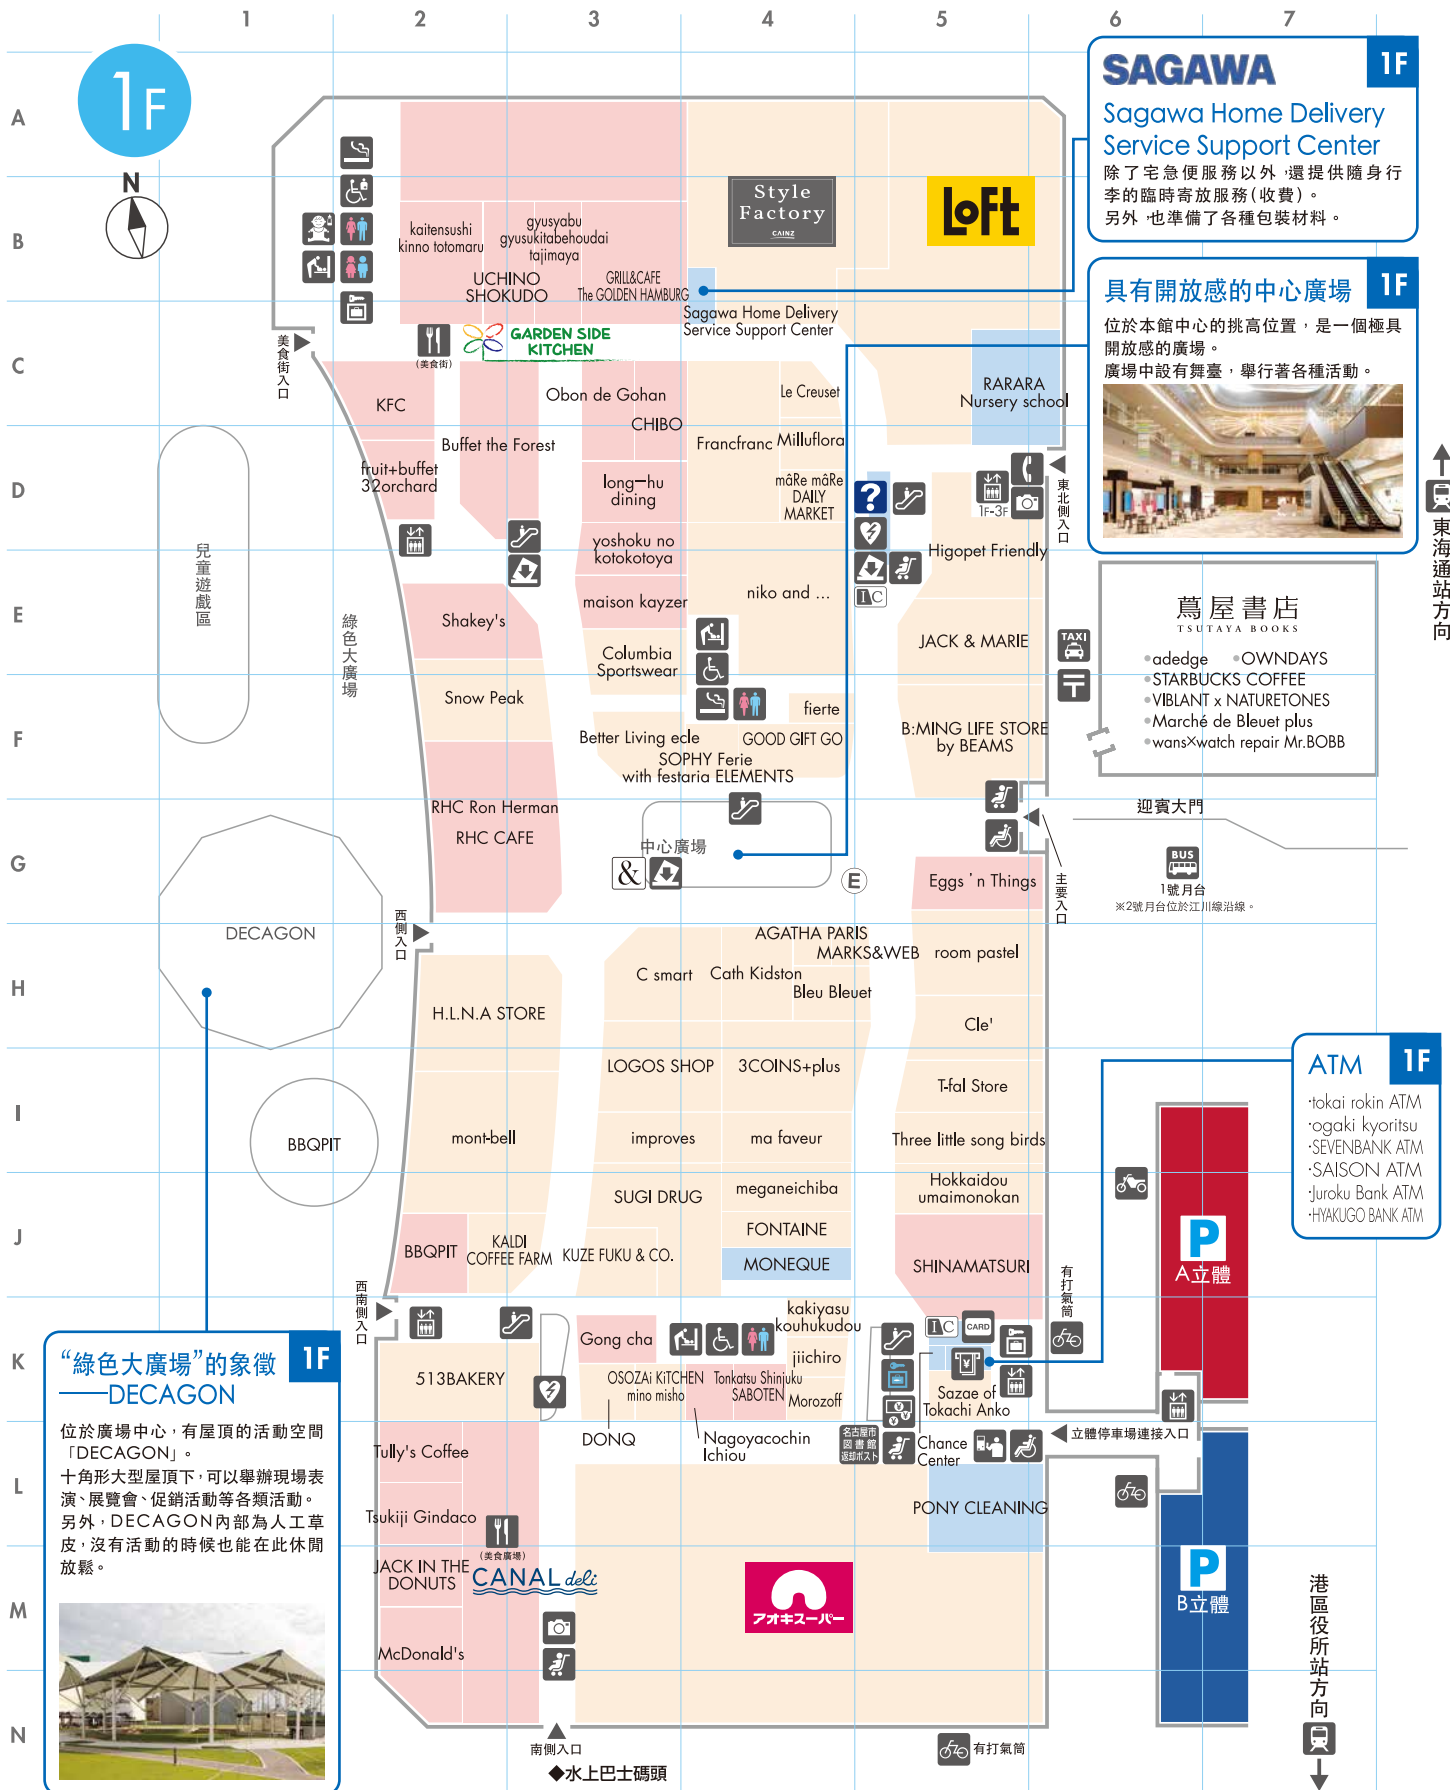 1
2
3
4
5
6
7
A
B
C
D
E
F
G
H
I
J
K
L
M
N
1F
N
SAGAWA
1F
Sagawa Home Delivery
Service Support Center
除了宅急便服務以外，還提供隨身行
李的臨時寄放服務(收費)。
另外，也準備了各種包裝材料。
具有開放感的中心廣場
1F
位於本館中心的挑高位置，是一個極具
開放感的廣場。
廣場中設有舞臺，舉行著各種活動。
Style
Factory
CAINZ
LOFT
kaitensushi
kinno totomaru
gyusyabu
gyusukitabehoudai
tajimaya
UCHINO
SHOKUDO
GRILL&CAFE
The GOLDEN HAMBURG
Sagawa Home Delivery
Service Support Center
美食街入口
(美食街)
GARDEN SIDE
KITCHEN
KFC
Obon de Gohan
CHIBO
Le Creuset
RARARA
Nursery school
Buffet the Forest
Francfranc
Milluflora
fruit+buffet
32orchard
long-hu
dining
mâRe mâRe
DAILY
MARKET
?
1F-3F
東北側入口
東海通站方向
yoshoku no
kotokotoya
Higopet Friendly
兒童遊戲區
綠色大廣場
maison kayzer
niko and ...
IC
Shakey's
Columbia
Sportswear
JACK & MARIE
TAXI
〒
蔦屋書店
TSUTAYA BOOKS
•adedge •OWNDAYS
•STARBUCKS COFFEE
•VIBLANT x NATURETONES
•Marché de Bleuet plus
•wans×watch repair Mr.BOBB
Snow Peak
fierte
Better Living ecle
GOOD GIFT GO
SOPHY Ferie
with festaria ELEMENTS
B:MING LIFE STORE
by BEAMS
RHC Ron Herman
RHC CAFE
中心廣場
&
E
迎賓大門
主要入口
BUS
1號月台
※2號月台位於江川線沿線。
Eggs 'n Things
DECAGON
西側入口
AGATHA PARIS
MARKS&WEB
room pastel
C smart
Cath Kidston
Bleu Bleuet
H.L.N.A STORE
Cle'
LOGOS SHOP
3COINS+plus
T-fal Store
ATM
1F
・tokai rokin ATM
・ogaki kyoritsu
・SEVENBANK ATM
・SAISON ATM
・Juroku Bank ATM
・HYAKUGO BANK ATM
BBQPIT
mont-bell
improves
ma faveur
Three little song birds
SUGI DRUG
meganeichiba
Hokkaidou
umaimonokan
BBQPIT
KALDI
COFFEE FARM
KUZE FUKU & CO.
FONTAINE
MONEQUE
SHINAMATSURI
P
A立體
西南側入口
有打氣筒
kakiyasu
kouhukudou
Gong cha
IC
CARD
513BAKERY
OSOZAi KiTCHEN
mino misho
Tonkatsu Shinjuku
SABOTEN
jiichiro
Morozoff
Sazae of
Tokachi Anko
DONQ
Nagoyacochin
Ichiou
名古屋市
図書館
返却ポスト
Chance
Center
立體停車場連接入口
Tully's Coffee
Tsukiji Gindaco
PONY CLEANING
(美食廣場)
CANAL deli
JACK IN THE
DONUTS
アオキスーパー
P
B立體
McDonald's
港區役所站方向
南側入口
有打氣筒
◆水上巴士碼頭
“綠色大廣場”的象徵
——DECAGON
1F
位於廣場中心，有屋頂的活動空間
「DECAGON」。
十角形大型屋頂下，可以舉辦現場表
演、展覽會、促銷活動等各類活動。
另外，DECAGON內部為人工草
皮，沒有活動的時候也能在此休閒
放鬆。